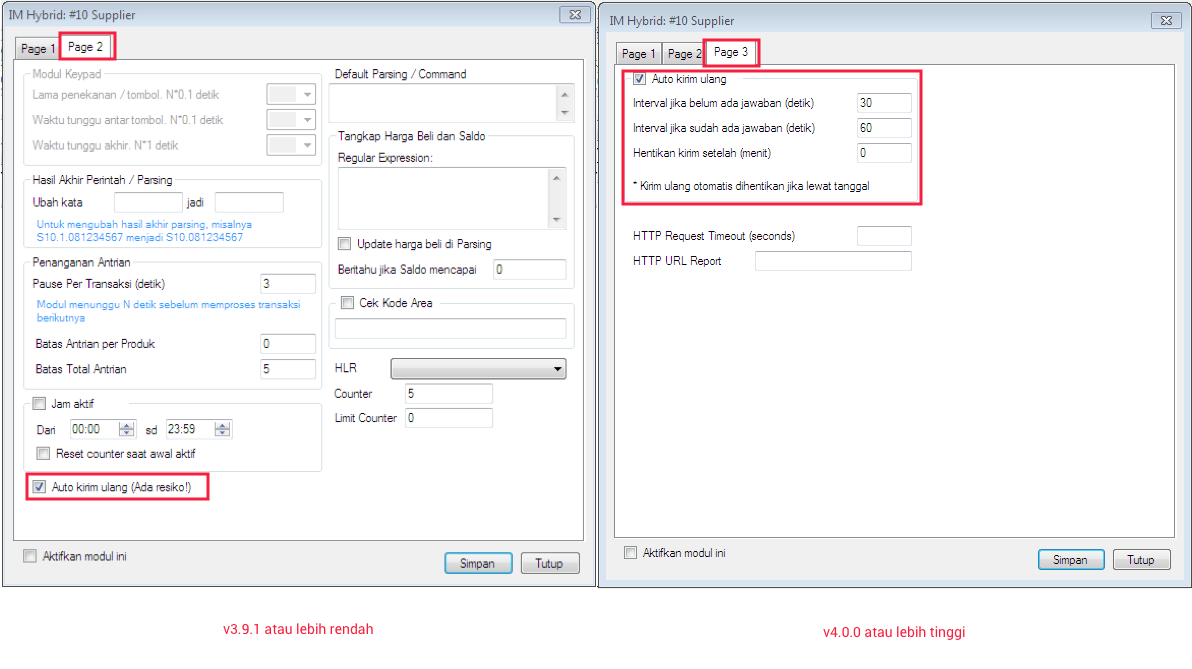 IM Hybrid: #10 Supplier
Page 1
Page 2
Modul Keypad
Lama penekanan / tombol. N*0.1 detik
Waktu tunggu antar tombol. N*0.1 detik
Waktu tunggu akhir. N*1 detik
Hasil Akhir Perintah / Parsing
Ubah kata
jadi
Untuk mengubah hasil akhir parsing, misalnya
S10.1.081234567 menjadi S10.081234567
Penanganan Antrian
Pause Per Transaksi (detik)
3
Modul menunggu N detik sebelum memproses transaksi
berikutnya
Batas Antrian per Produk
0
Batas Total Antrian
5
Jam aktif
Dari
00:00
sd
23:59
Reset counter saat awal aktif
Auto kirim ulang (Ada resiko!)
Default Parsing / Command
Tangkap Harga Beli dan Saldo
Regular Expression:
Update harga beli di Parsing
Beritahu jika Saldo mencapai
0
Cek Kode Area
HLR
Counter
5
Limit Counter
0
Aktifkan modul ini
Simpan
Tutup
v3.9.1 atau lebih rendah
IM Hybrid: #10 Supplier
Page 1
Page 2
Page 3
Auto kirim ulang
Interval jika belum ada jawaban (detik)
30
Interval jika sudah ada jawaban (detik)
60
Hentikan kirim setelah (menit)
0
* Kirim ulang otomatis dihentikan jika lewat tanggal
HTTP Request Timeout (seconds)
HTTP URL Report
Aktifkan modul ini
Simpan
Tutup
v4.0.0 atau lebih tinggi